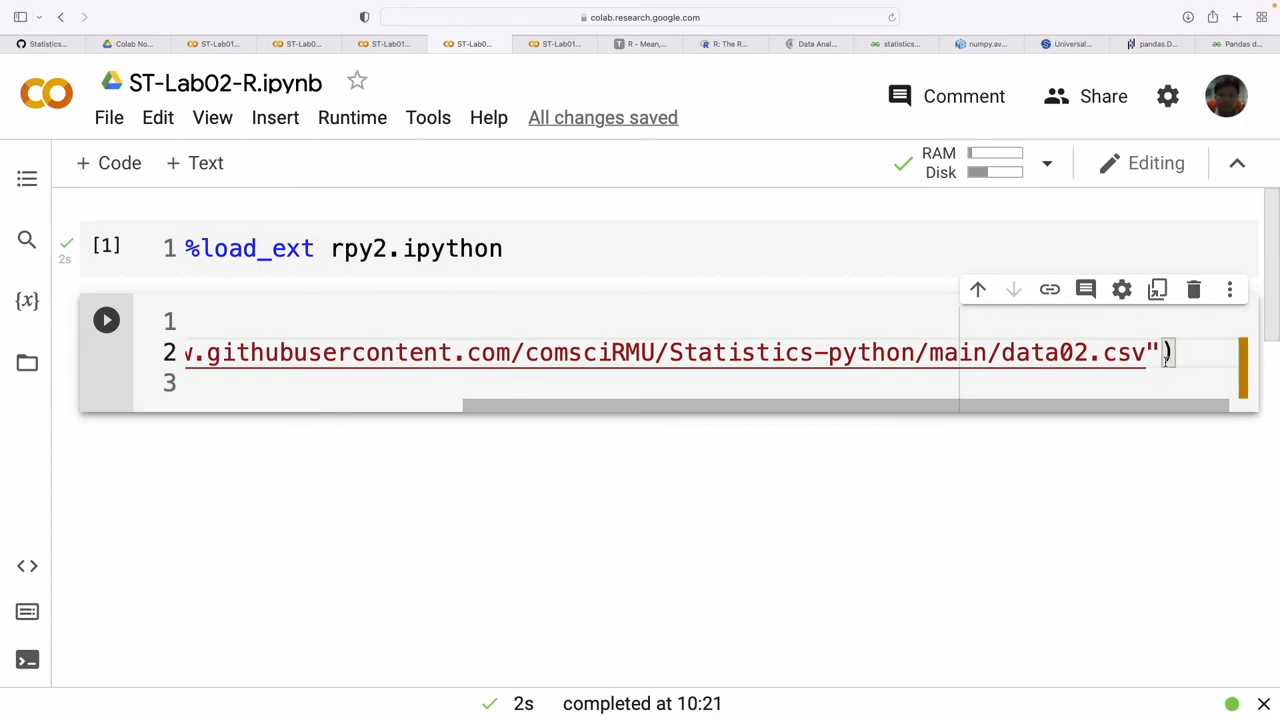 colab.research.google.com
Statistics...
Colab No...
ST-Lab01...
ST-Lab0...
ST-Lab01...
ST-Lab0...
ST-Lab01...
R - Mean,...
R: The R...
Data Anal...
statistics...
numpy.av...
Universal...
pandas.D...
Pandas d...
ST-Lab02-R.ipynb
Comment
Share
File Edit View Insert Runtime Tools Help All changes saved
+ Code + Text
RAM
Disk
Editing
[1]
1 %load_ext rpy2.ipython
2s
{x}
1
2 w.githubusercontent.com/comsciRMU/Statistics-python/main/data02.csv")
3
2s completed at 10:21